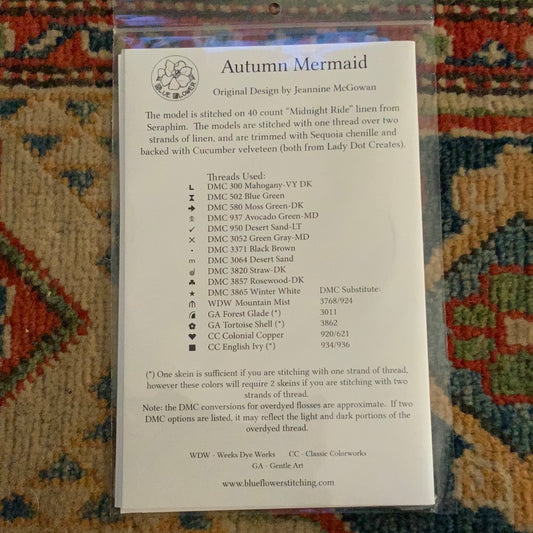 BLUE FLOWER
Autumn Mermaid
Original Design by Jeannine McGowan
The model is stitched on 40 count "Midnight Ride" linen from
Seraphim. The models are stitched with one thread over two
strands of linen, and are trimmed with Sequoia chenille and
backed with Cucumber velveteen (both from Lady Dot Creates).
Threads Used:
L DMC 300 Mahogany-VY DK
DMC 502 Blue Green
DMC 580 Moss Green-DK
DMC 937 Avocado Green-MD
DMC 950 Desert Sand-LT
DMC 3052 Green Gray-MD
DMC 3371 Black Brown
m DMC 3064 Desert Sand
DMC 3820 Straw-DK
DMC 3857 Rosewood-DK
DMC 3865 Winter White DMC Substitute:
WDW Mountain Mist 3768/924
GA Forest Glade (*) 3011
GA Tortoise Shell (*) 3862
CC Colonial Copper 920/621
CC English Ivy (*) 934/936
(*) One skein is sufficient if you are stitching with one strand of thread,
however these colors will require 2 skeins if you are stitching with two
strands of thread.
Note: the DMC conversions for overdyed flosses are approximate. If two
DMC options are listed, it may reflect the light and dark portions of the
overdyed thread.
WDW - Weeks Dye Works CC - Classic Colorworks
GA - Gentle Art
www.blueflowerstitching.com